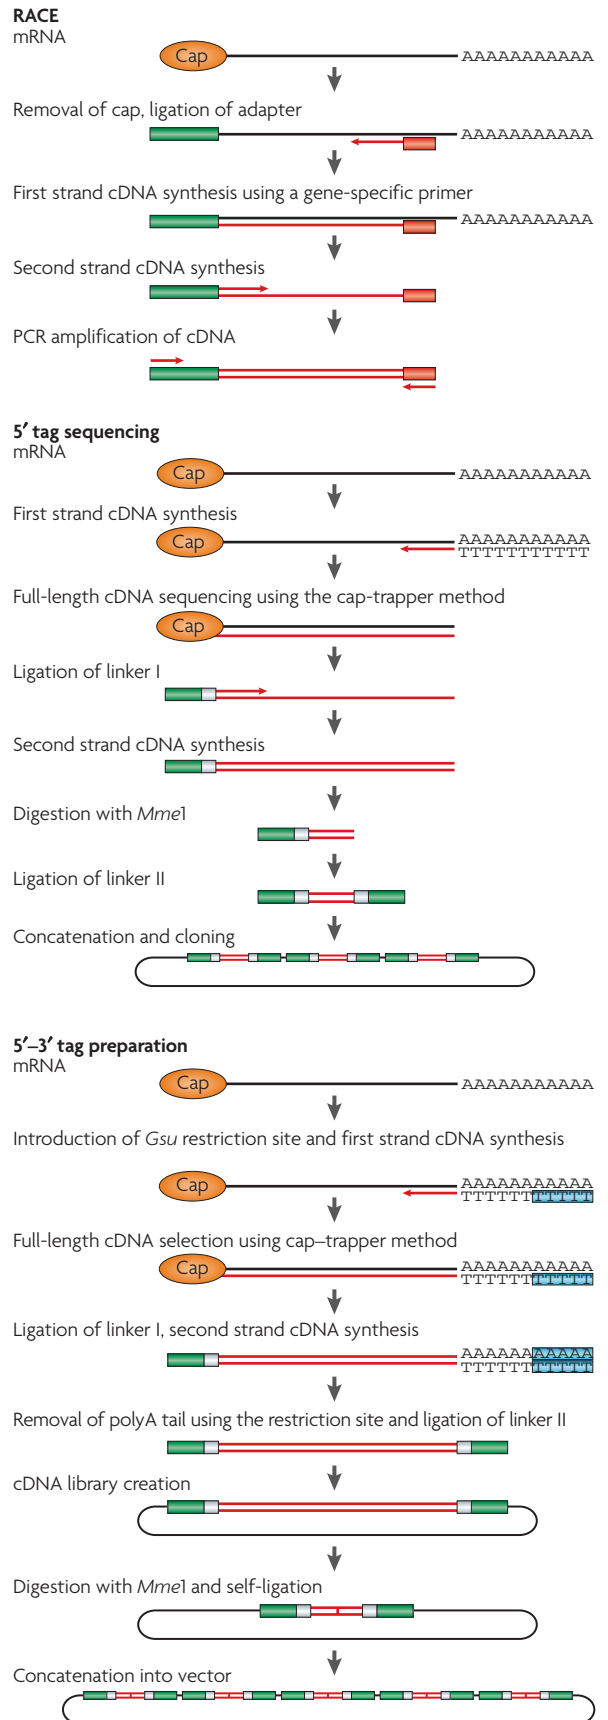 RACE
mRNA
Cap AAAAAAAAAAA
Removal of cap, ligation of adapter
AAAAAAAAAAA
First strand cDNA synthesis using a gene-specific primer
AAAAAAAAAAA
Second strand cDNA synthesis
PCR amplification of cDNA
5′ tag sequencing
mRNA
Cap AAAAAAAAAAA
First strand cDNA synthesis
Cap AAAAAAAAAAA
TTTTTTTTTTT
Full-length cDNA sequencing using the cap-trapper method
Cap
Ligation of linker I
Second strand cDNA synthesis
Digestion with Mme1
Ligation of linker II
Concatenation and cloning
5′–3′ tag preparation
mRNA
Cap AAAAAAAAAAA
Introduction of Gsu restriction site and first strand cDNA synthesis
Cap AAAAAAAAAAA
TTTTTTTTTTT
Full-length cDNA selection using cap–trapper method
Cap AAAAAAAAAAA
TTTTTTTTTTT
Ligation of linker I, second strand cDNA synthesis
AAAAAAAAAAA
TTTTTTTTTTT
Removal of polyA tail using the restriction site and ligation of linker II
cDNA library creation
Digestion with Mme1 and self-ligation
Concatenation into vector